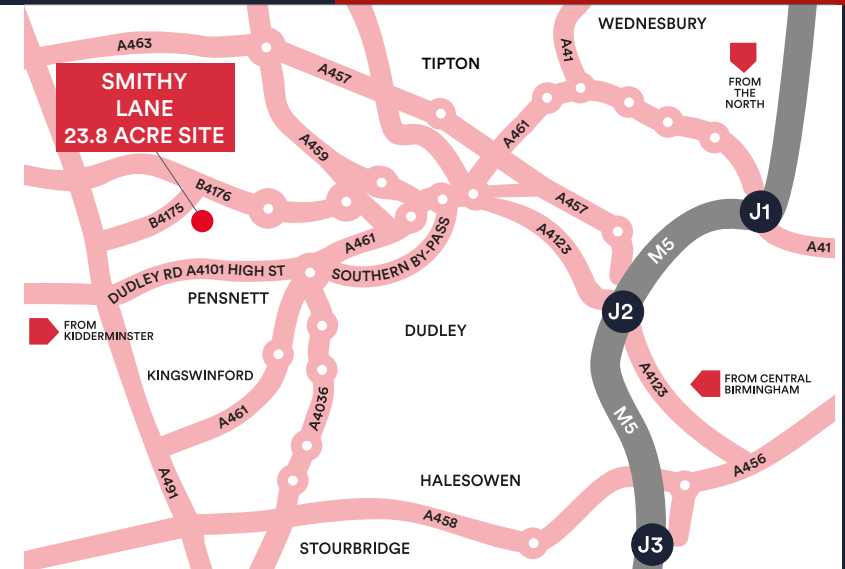 WEDNESBURY
A463
A41
TIPTON
A457
FROM
THE
NORTH
SMITHY
LANE
23.8 ACRE SITE
A461
A459
B4176
B4175
A457
J1
A461
A4123
M5
A41
SOUTHERN BY-PASS
DUDLEY RD A4101 HIGH ST
PENSNETT
J2
FROM
KIDDERMINSTER
DUDLEY
KINGSWINFORD
A4123
FROM CENTRAL
BIRMINGHAM
A461
A4036
M5
A456
A491
HALESOWEN
A458
STOURBRIDGE
J3